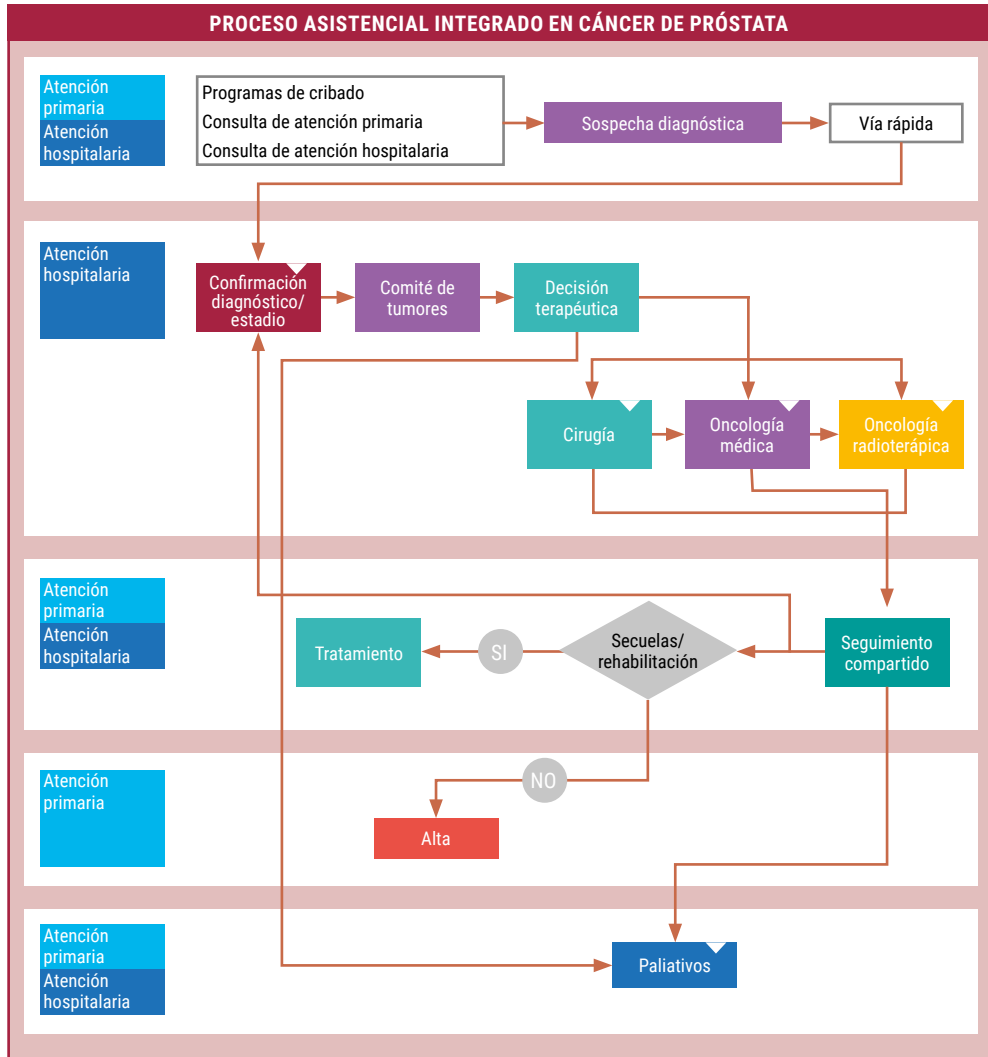 PROCESO ASISTENCIAL INTEGRADO EN CÁNCER DE PRÓSTATA
Atención
primaria
Atención
hospitalaria
Programas de cribado
Consulta de atención primaria
Consulta de atención hospitalaria
Sospecha diagnóstica
Vía rápida
Atención
hospitalaria
Confirmación
diagnóstico/
estadio
Comité de
tumores
Decisión
terapéutica
Cirugía
Oncología
médica
Oncología
radioterápica
Atención
primaria
Atención
hospitalaria
Tratamiento
SI
Secuelas/
rehabilitación
Seguimiento
compartido
Atención
primaria
NO
Alta
Atención
primaria
Atención
hospitalaria
Paliativos